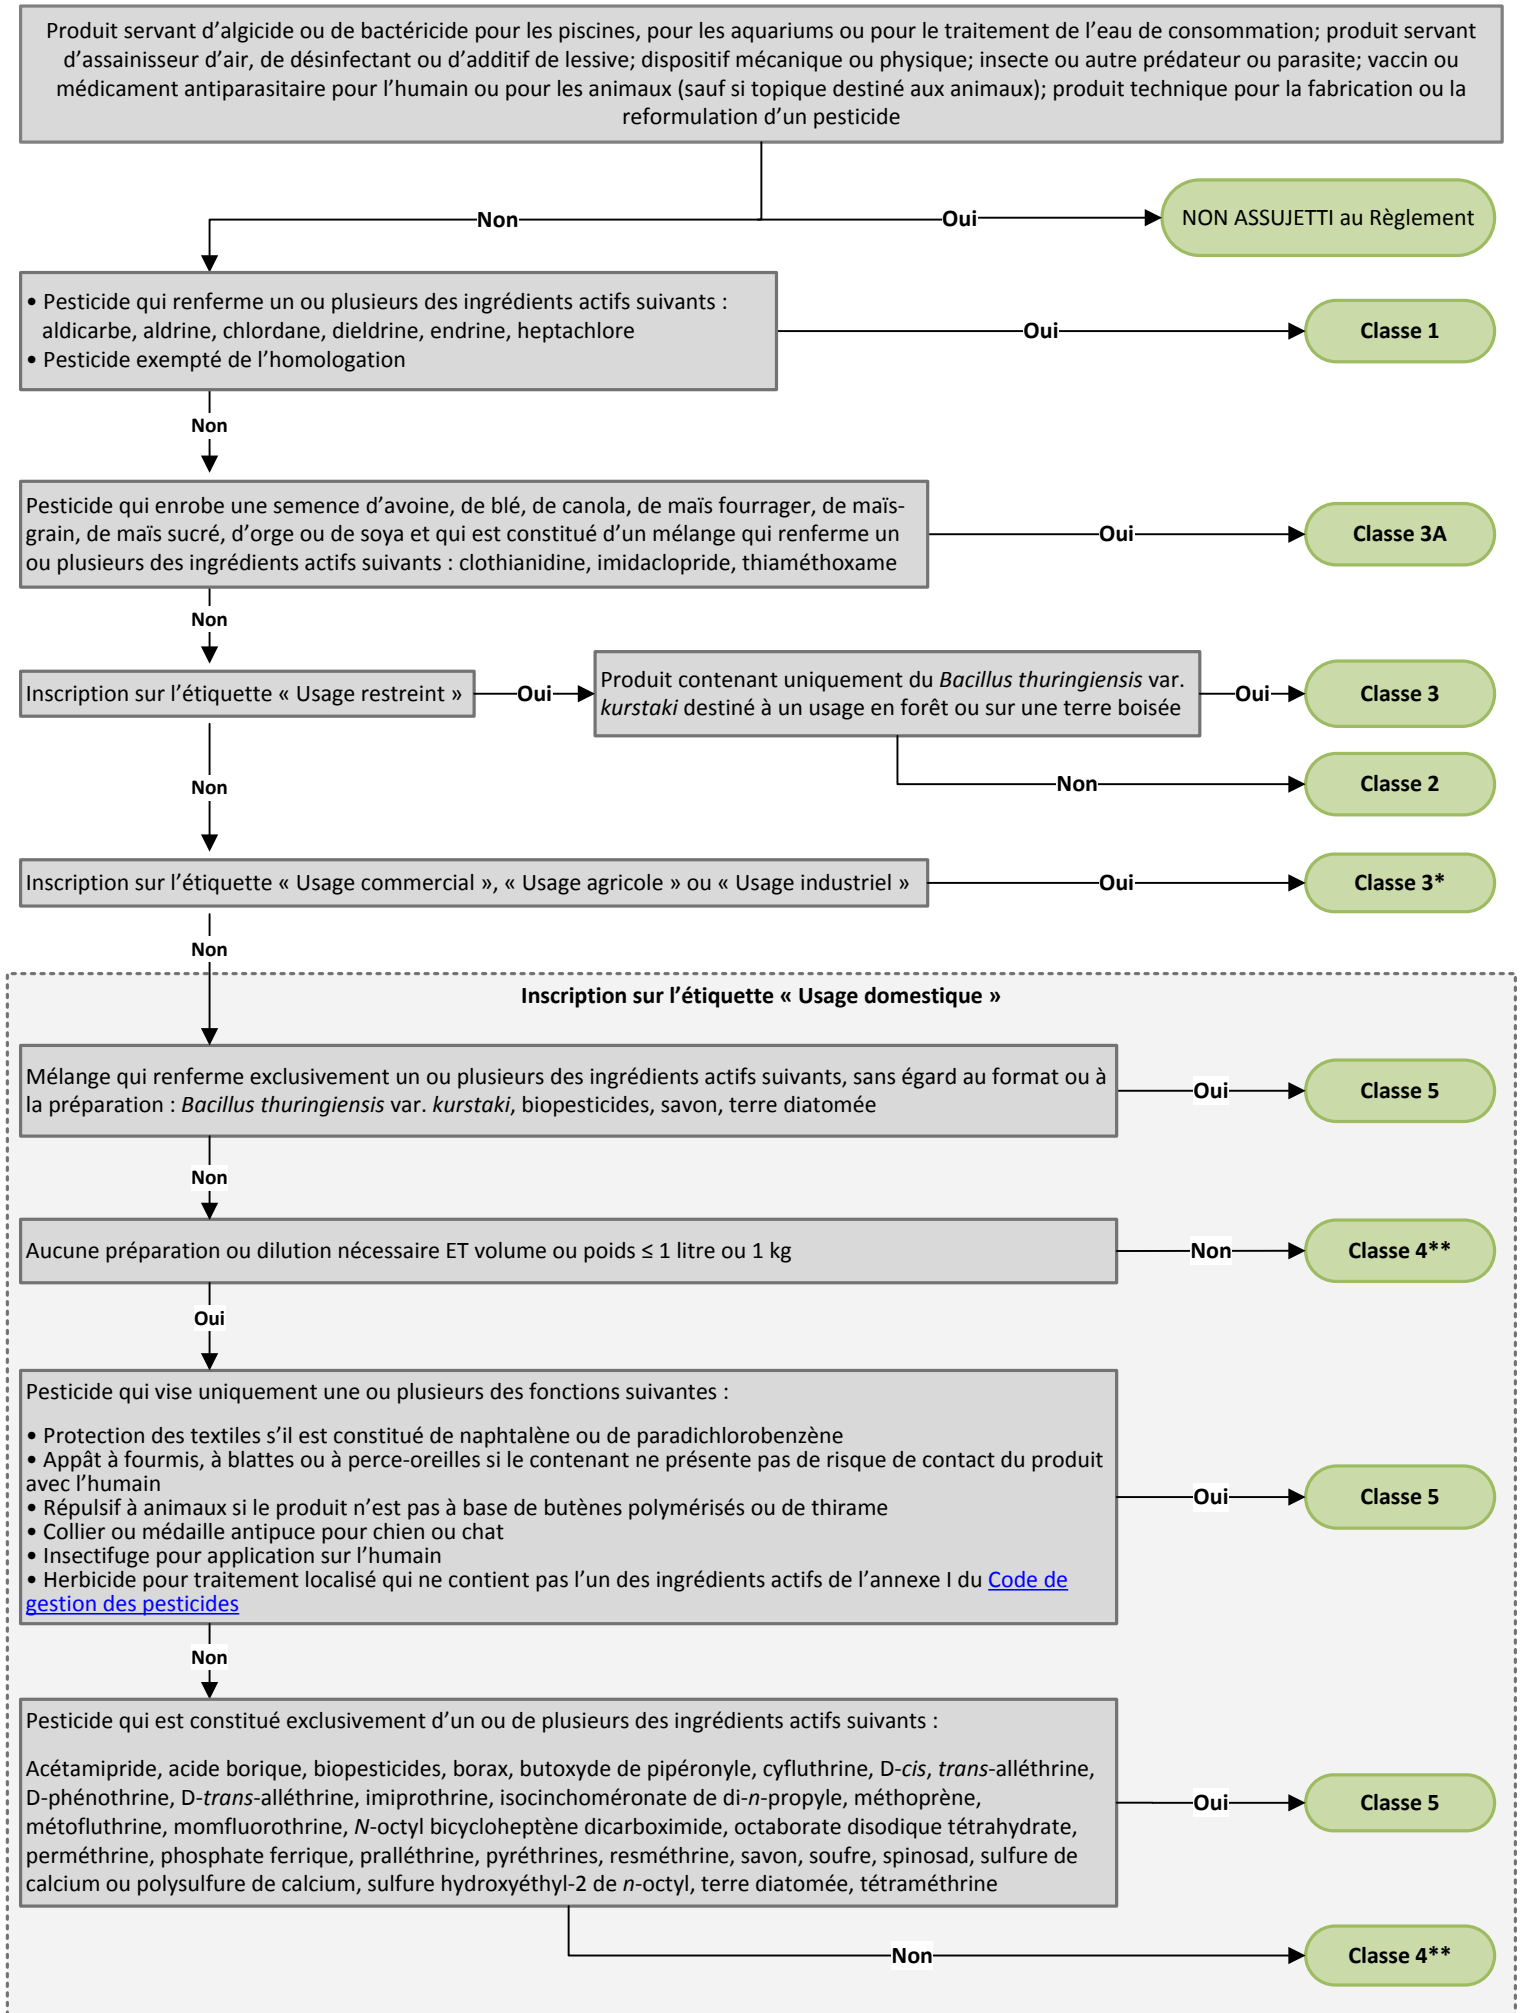 Produit servant d’algicide ou de bactéricide pour les piscines, pour les aquariums ou pour le traitement de l’eau de consommation; produit servant
d’assainisseur d’air, de désinfectant ou d’additif de lessive; dispositif mécanique ou physique; insecte ou autre prédateur ou parasite; vaccin ou
médicament antiparasitaire pour l’humain ou pour les animaux (sauf si topique destiné aux animaux); produit technique pour la fabrication ou la
reformulation d’un pesticide
Non
Oui
NON ASSUJETTI au Règlement
• Pesticide qui renferme un ou plusieurs des ingrédients actifs suivants :
aldicarbe, aldrine, chlordane, dieldrine, endrine, heptachlore
• Pesticide exempté de l’homologation
Oui
Classe 1
Non
Pesticide qui enrobe une semence d’avoine, de blé, de canola, de maïs fourrager, de maïs-
grain, de maïs sucré, d’orge ou de soya et qui est constitué d’un mélange qui renferme un
ou plusieurs des ingrédients actifs suivants : clothianidine, imidaclopride, thiaméthoxame
Oui
Classe 3A
Non
Inscription sur l’étiquette « Usage restreint »
Oui
Produit contenant uniquement du Bacillus thuringiensis var.
kurstaki destiné à un usage en forêt ou sur une terre boisée
Oui
Classe 3
Non
Classe 2
Non
Inscription sur l’étiquette « Usage commercial », « Usage agricole » ou « Usage industriel »
Oui
Classe 3*
Non
Inscription sur l’étiquette « Usage domestique »
Mélange qui renferme exclusivement un ou plusieurs des ingrédients actifs suivants, sans égard au format ou à
la préparation : Bacillus thuringiensis var. kurstaki, biopesticides, savon, terre diatomée
Oui
Classe 5
Non
Aucune préparation ou dilution nécessaire ET volume ou poids ≤ 1 litre ou 1 kg
Non
Classe 4**
Oui
Pesticide qui vise uniquement une ou plusieurs des fonctions suivantes :
• Protection des textiles s’il est constitué de naphtalène ou de paradichlorobenzène
• Appât à fourmis, à blattes ou à perce-oreilles si le contenant ne présente pas de risque de contact du produit
avec l’humain
• Répulsif à animaux si le produit n’est pas à base de butènes polymérisés ou de thirame
• Collier ou médaille antipuce pour chien ou chat
• Insectifuge pour application sur l’humain
• Herbicide pour traitement localisé qui ne contient pas l’un des ingrédients actifs de l’annexe I du Code de
gestion des pesticides
Oui
Classe 5
Non
Pesticide qui est constitué exclusivement d’un ou de plusieurs des ingrédients actifs suivants :
Acétamipride, acide borique, biopesticides, borax, butoxyde de pipéronyle, cyfluthrine, D-cis, trans-alléthrine,
D-phénothrine, D-trans-alléthrine, imiprothrine, isocinchoméronate de di-n-propyle, méthoprène,
métofluthrine, momfluorothrine, N-octyl bicycloheptène dicarboximide, octaborate disodique tétrahydrate,
perméthrine, phosphate ferrique, pralléthrine, pyréthrines, resméthrine, savon, soufre, spinosad, sulfure de
calcium ou polysulfure de calcium, sulfure hydroxyéthyl-2 de n-octyl, terre diatomée, tétraméthrine
Oui
Classe 5
Non
Classe 4**